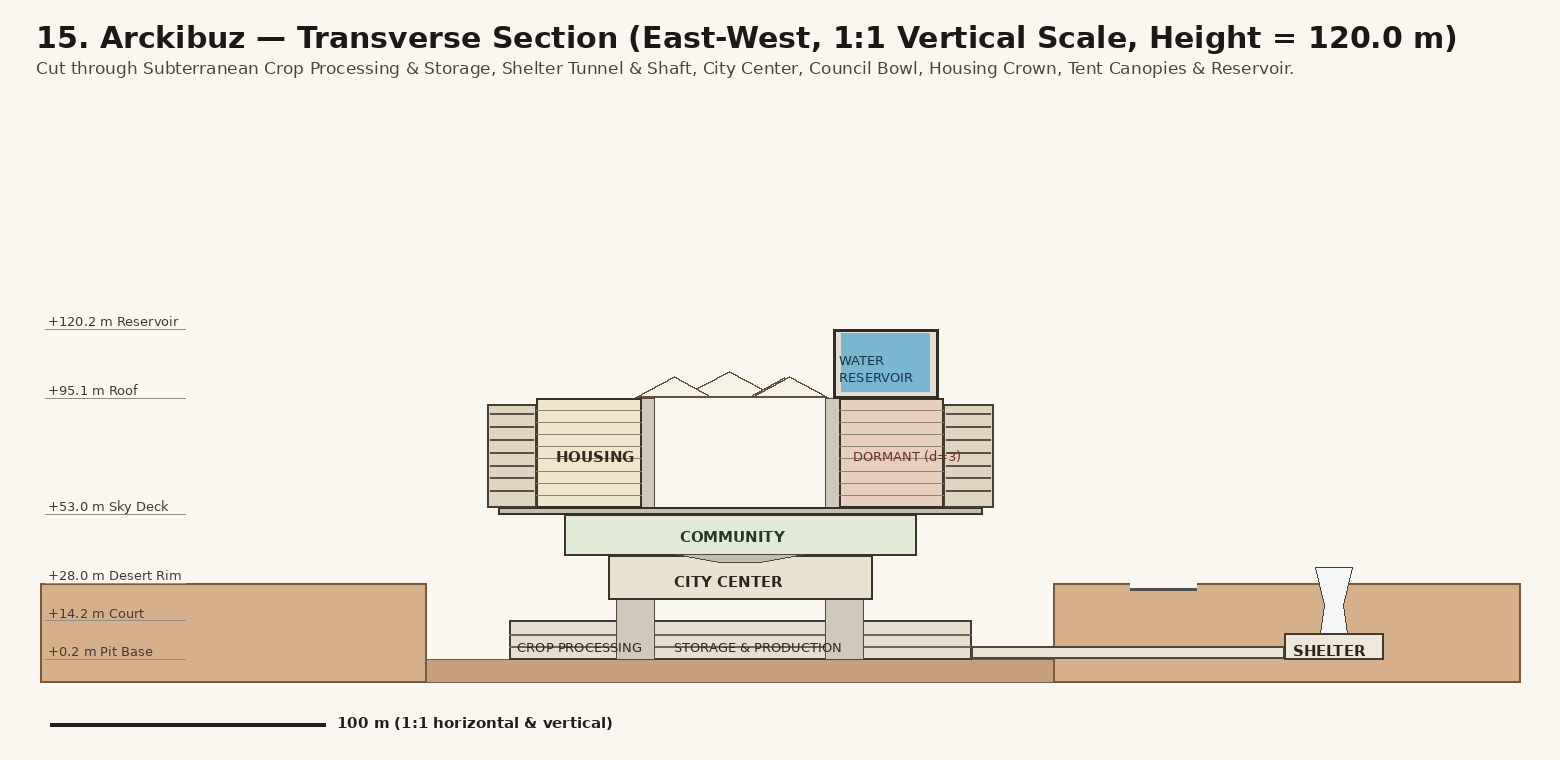 15. Arckibuz — Transverse Section (East-West, 1:1 Vertical Scale, Height = 120.0 m)
Cut through Subterranean Crop Processing & Storage, Shelter Tunnel & Shaft, City Center, Council Bowl, Housing Crown, Tent Canopies & Reservoir.
+120.2 m Reservoir
WATER
RESERVOIR
+95.1 m Roof
HOUSING
DORMANT (d=3)
+53.0 m Sky Deck
COMMUNITY
+28.0 m Desert Rim
CITY CENTER
+14.2 m Court
+0.2 m Pit Base
CROP PROCESSING
STORAGE & PRODUCTION
SHELTER
100 m (1:1 horizontal & vertical)